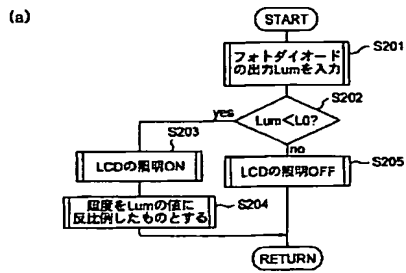 (a)
START
フォトダイオード
の出力Lumを入力
S201
S202
Lum<L0?
yes
no
S203
LCDの照明ON
LCDの照明OFF
S205
照度をLumの値に
反比例したものとする
S204
RETURN